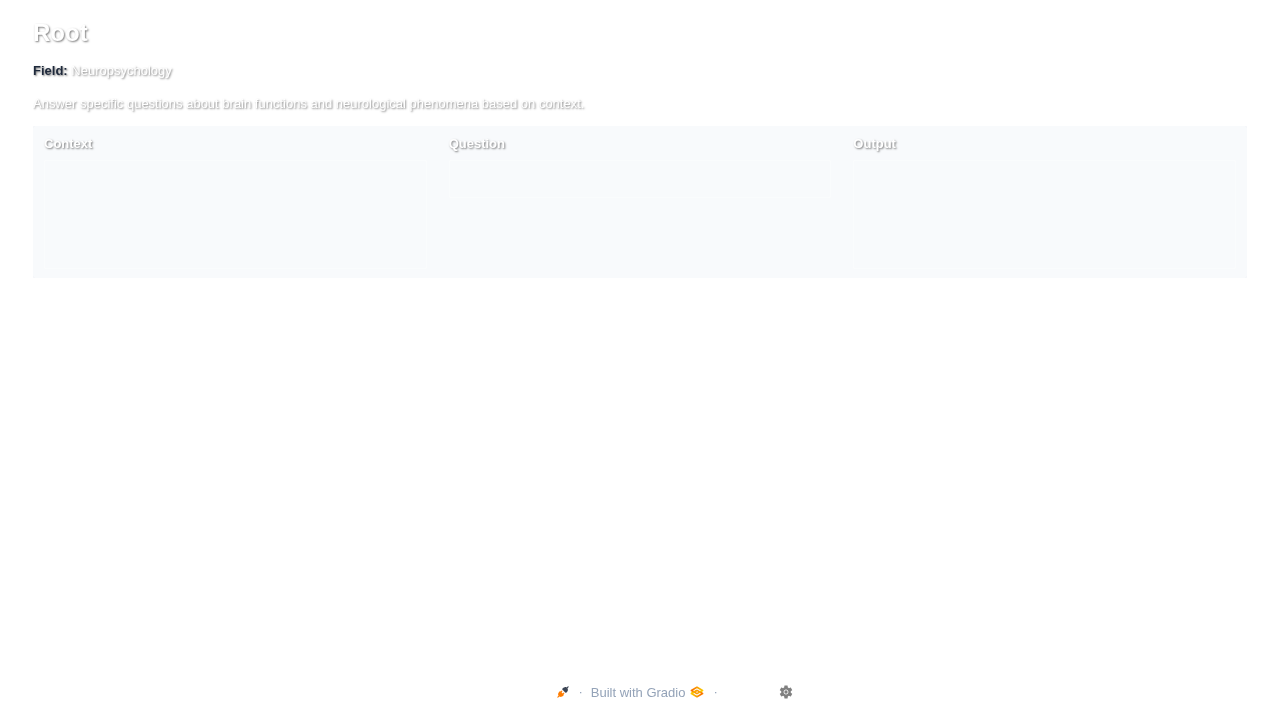 Root
Field: Neuropsychology
Answer specific questions about brain functions and neurological phenomena based on context.
Context Question Output
· Built with Gradio ·